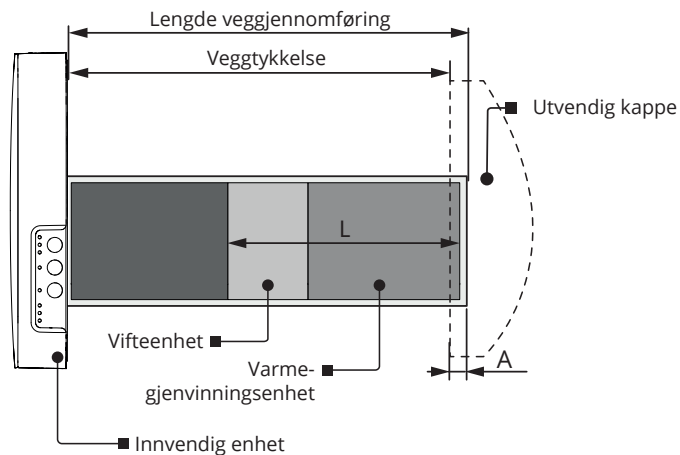 Lengde veggjennomføring
Veggtykkelse
Utvendig kappe
L
Vifteenhet
Varme-
gjenvinningsenhet
A
Innvendig enhet